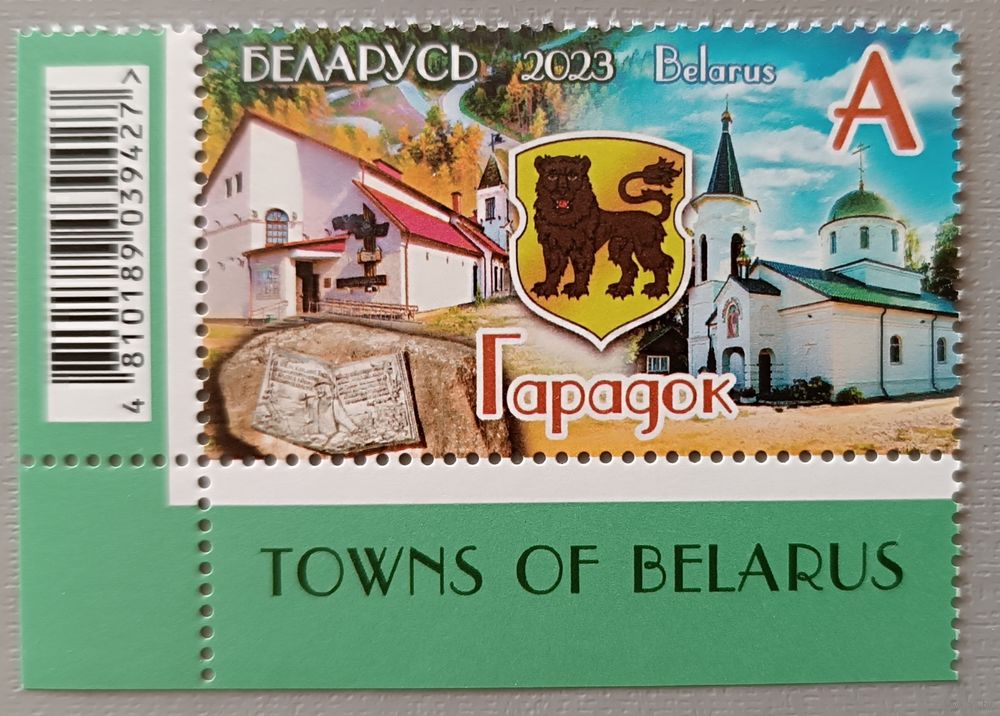 БЕЛАРУСЬ 2023 Belarus
A
Гарадок
4 810189 039427 >
TOWNS OF BELARUS